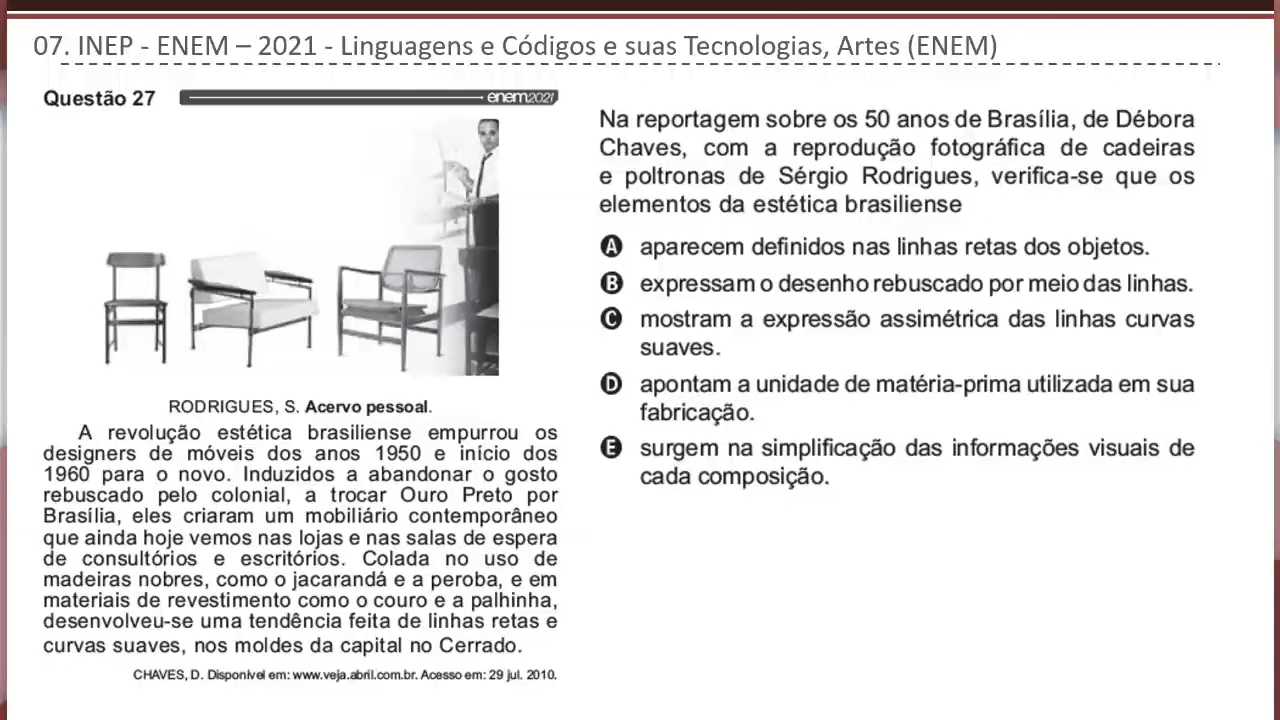 07. INEP - ENEM – 2021 - Linguagens e Códigos e suas Tecnologias, Artes (ENEM)
Questão 27
enem2021
RODRIGUES, S. Acervo pessoal.
A revolução estética brasiliense empurrou os
designers de móveis dos anos 1950 e início dos
1960 para o novo. Induzidos a abandonar o gosto
rebuscado pelo colonial, a trocar Ouro Preto por
Brasília, eles criaram um mobiliário contemporâneo
que ainda hoje vemos nas lojas e nas salas de espera
de consultórios e escritórios. Colada no uso de
madeiras nobres, como o jacarandá e a peroba, e em
materiais de revestimento como o couro e a palhinha,
desenvolveu-se uma tendência feita de linhas retas e
curvas suaves, nos moldes da capital no Cerrado.
CHAVES, D. Disponível em: www.veja.abril.com.br. Acesso em: 29 jul. 2010.
Na reportagem sobre os 50 anos de Brasília, de Débora
Chaves, com a reprodução fotográfica de cadeiras
e poltronas de Sérgio Rodrigues, verifica-se que os
elementos da estética brasiliense
A aparecem definidos nas linhas retas dos objetos.
B expressam o desenho rebuscado por meio das linhas.
C mostram a expressão assimétrica das linhas curvas
suaves.
D apontam a unidade de matéria-prima utilizada em sua
fabricação.
E surgem na simplificação das informações visuais de
cada composição.